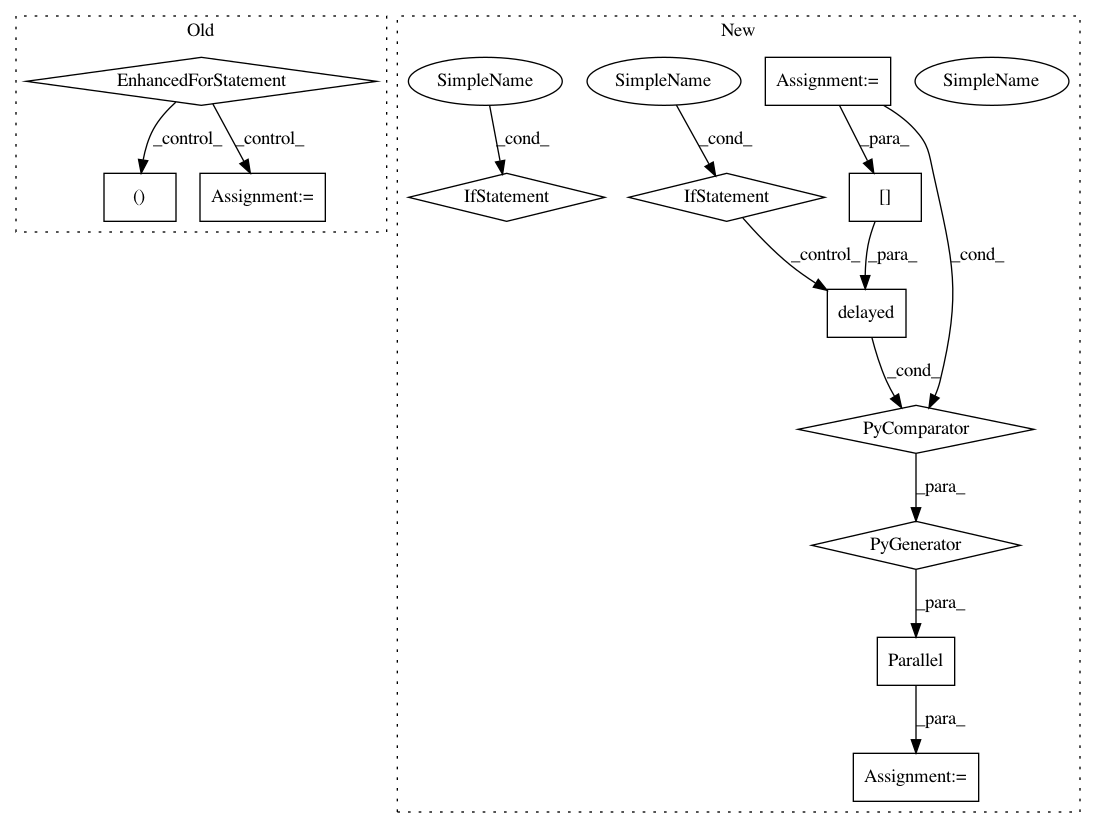 Old
New
EnhancedForStatement
SimpleName
SimpleName
Assignment:=
SimpleName
_control_
_control_
_cond_
_cond_
_para_
()
Assignment:=
IfStatement
IfStatement
[]
_control_
_para_
_cond_
delayed
_cond_
PyComparator
_para_
PyGenerator
_para_
Parallel
_para_
Assignment:=